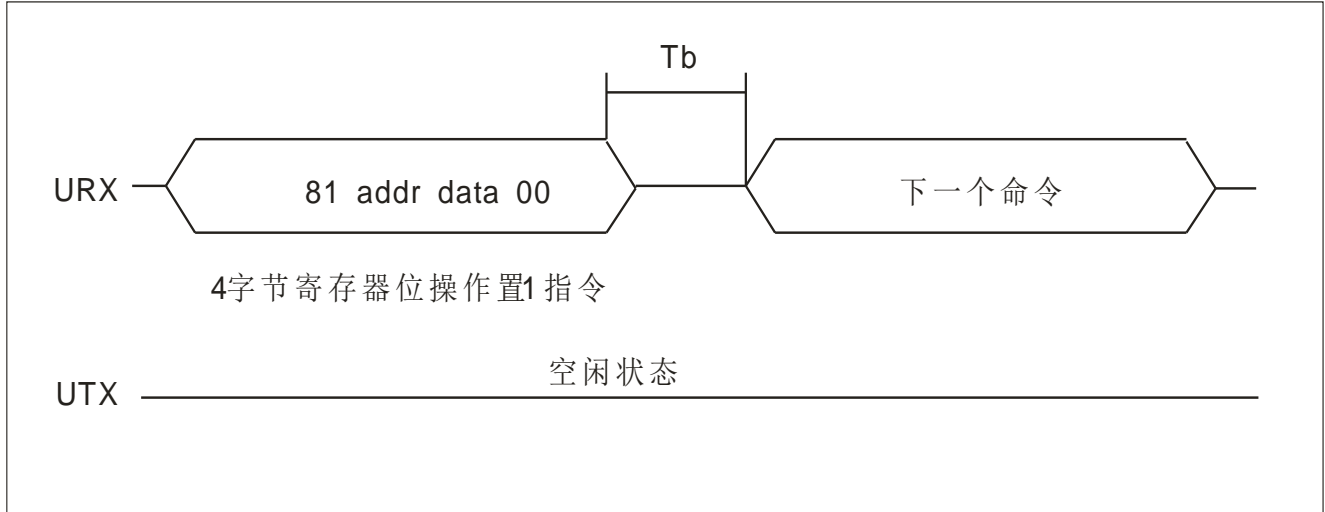 Tb
URX
81 addr data 00
下一个命令
4字节寄存器位操作置1指令
空闲状态
UTX